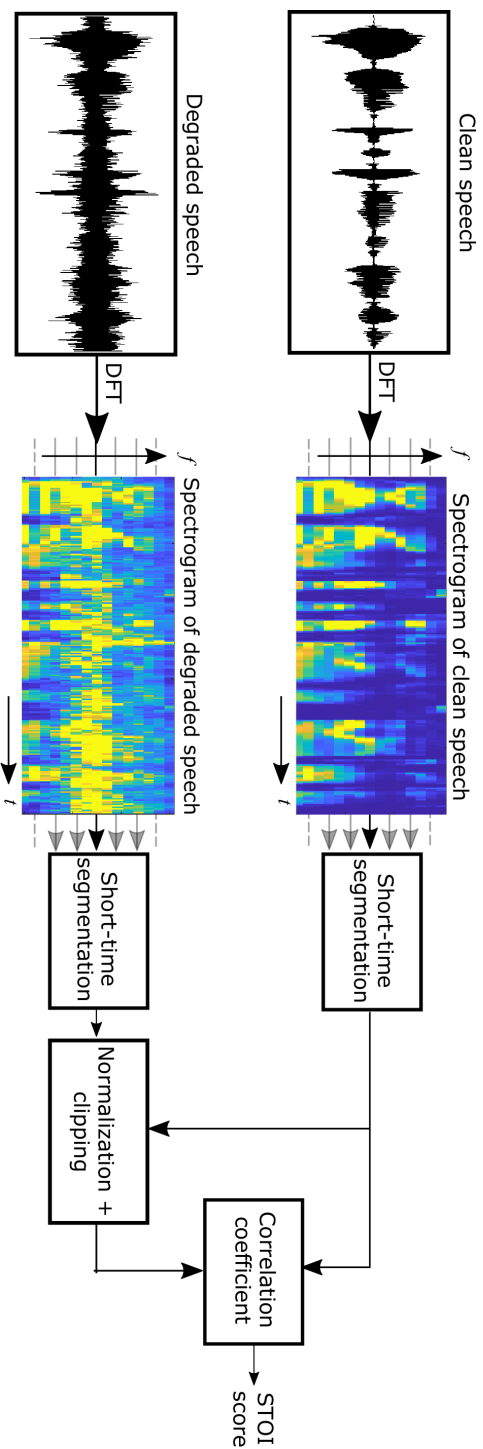 Clean speech
DFT
f
Spectrogram of clean speech
t
Short-time
segmentation
Degraded speech
DFT
f
Spectrogram of degraded speech
t
Short-time
segmentation
Normalization +
clipping
Correlation
coefficient
STOI
score